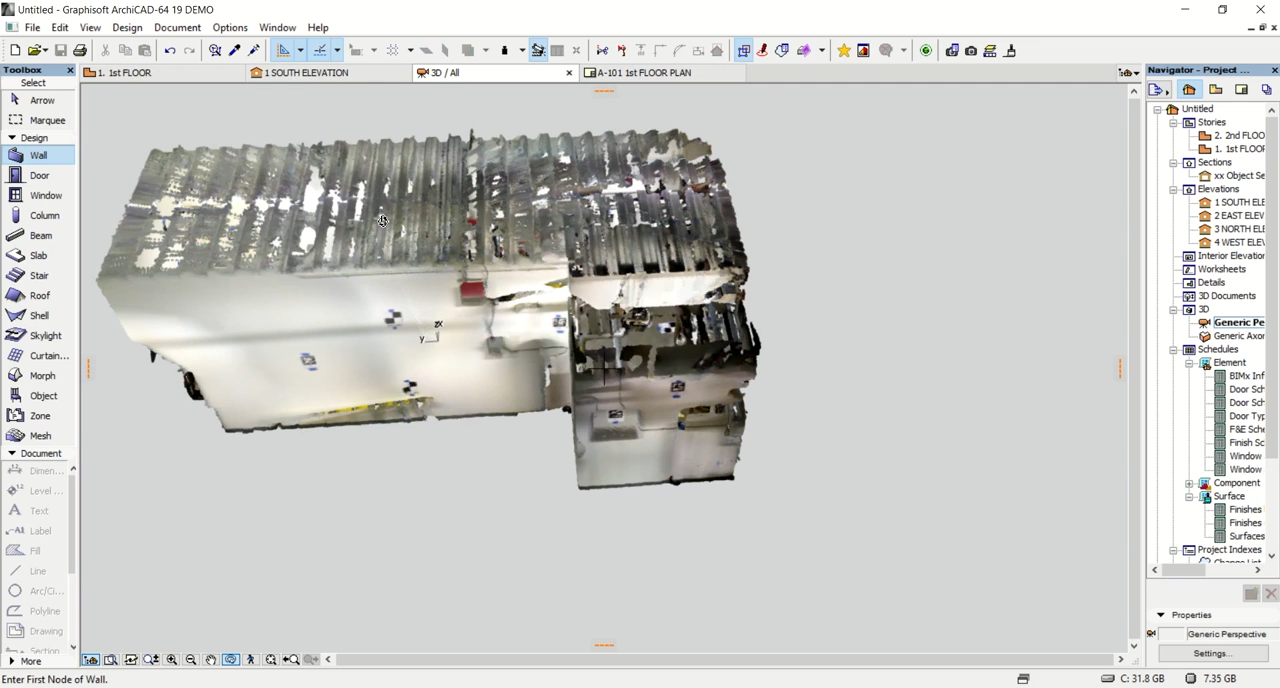 Untitled - Graphisoft ArchiCAD-64 19 DEMO
File Edit View Design Document Options Window Help
Toolbox
1. 1st FLOOR
1 SOUTH ELEVATION
3D / All
A-101 1st FLOOR PLAN
Navigator - Project ...
Select
Arrow
Marquee
Design
Wall
Door
Window
Column
Beam
Slab
Stair
Roof
Shell
Skylight
Curtain...
Morph
Object
Zone
Mesh
Document
Dimen...
Level ...
Text
Label
Fill
Line
Arc/Ci...
Polyline
Drawing
Section
More
zX
y
Untitled
Stories
2. 2nd FLOO
1. 1st FLOOR
Sections
xx Object Se
Elevations
1 SOUTH ELE
2 EAST ELEV
3 NORTH ELE
4 WEST ELEV
Interior Elevation
Worksheets
Details
3D Documents
3D
Generic Pe
Generic Axon
Schedules
Element
BIMx Inf
Door Sch
Door Sch
Door Typ
F&E Sche
Finish Sc
Window
Window
Component
Surface
Finishes
Finishes
Surfaces
Project Indexes
Change List
Properties
Generic Perspective
Settings...
Enter First Node of Wall.
C: 31.8 GB
7.35 GB